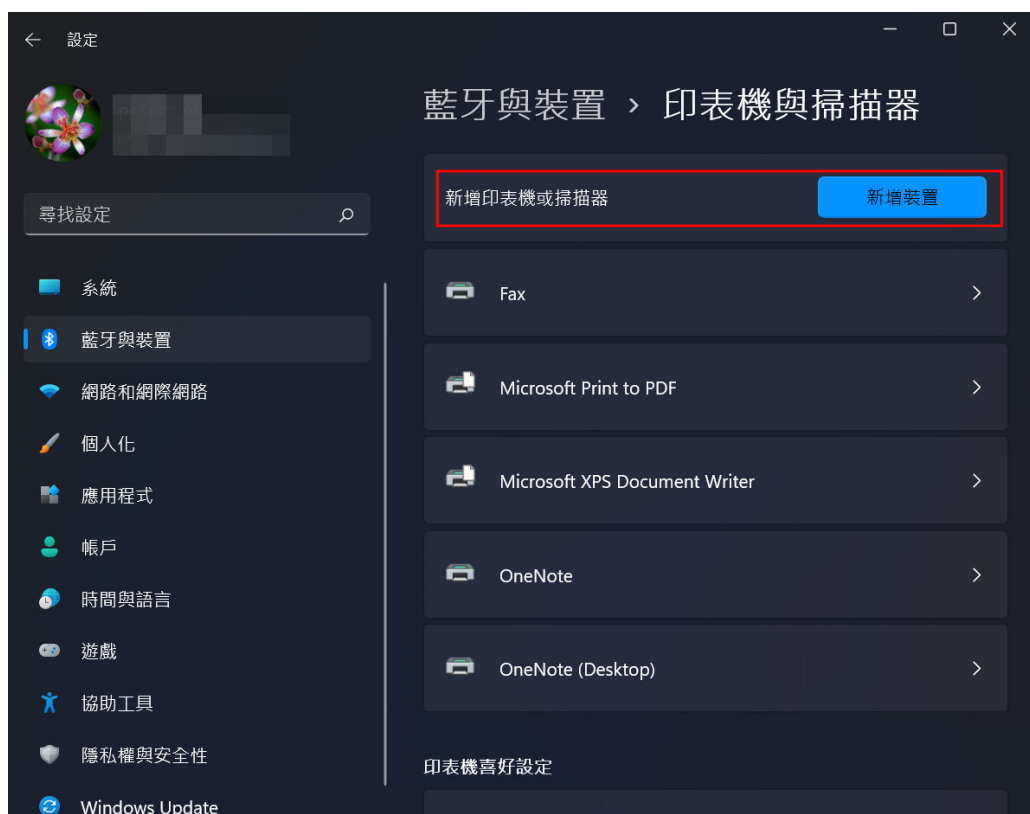 設定
藍牙與裝置 › 印表機與掃描器
新增印表機或掃描器
新增裝置
尋找設定
系統
藍牙與裝置
網路和網際網路
個人化
應用程式
帳戶
時間與語言
遊戲
協助工具
隱私權與安全性
Windows Update
Fax
Microsoft Print to PDF
Microsoft XPS Document Writer
OneNote
OneNote (Desktop)
印表機喜好設定